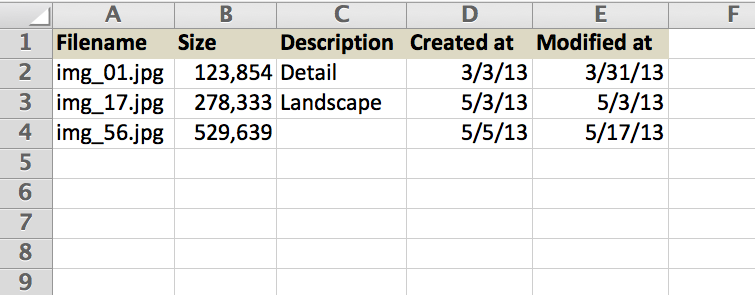 A B C D E F
1 Filename Size Description Created at Modified at
2 img_01.jpg 123,854 Detail 3/3/13 3/31/13
3 img_17.jpg 278,333 Landscape 5/3/13 5/3/13
4 img_56.jpg 529,639 5/5/13 5/17/13
5
6
7
8
9